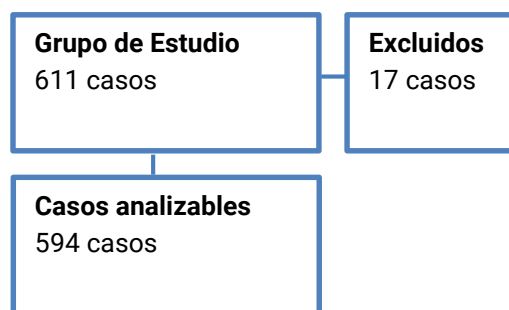 Grupo de Estudio
611 casos
Excluidos
17 casos
Casos analizables
594 casos